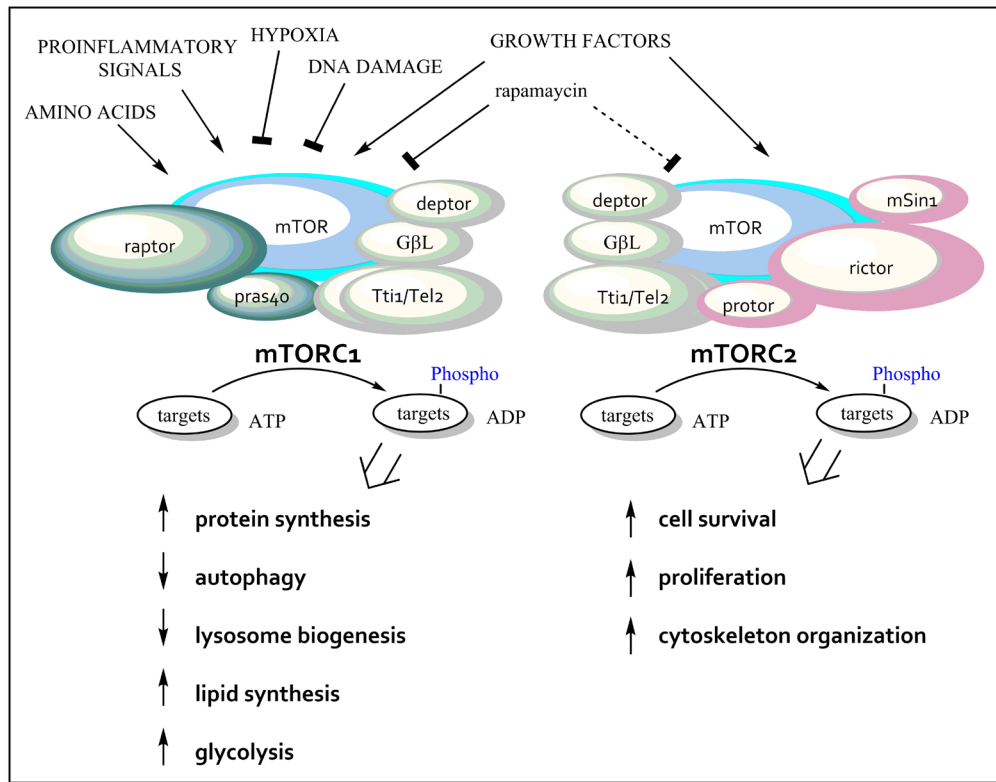 HYPOXIA
PROINFLAMMATORY
SIGNALS
GROWTH FACTORS
DNA DAMAGE
rapamaycin
AMINO ACIDS
deptor
mTOR
GβL
raptor
pras40
Tti1/Tel2
deptor
mSin1
mTOR
GβL
rictor
Tti1/Tel2
protor
mTORC1
mTORC2
Phospho
targets
ATP
targets
ADP
Phospho
targets
ATP
targets
ADP
protein synthesis
autophagy
lysosome biogenesis
lipid synthesis
glycolysis
cell survival
proliferation
cytoskeleton organization